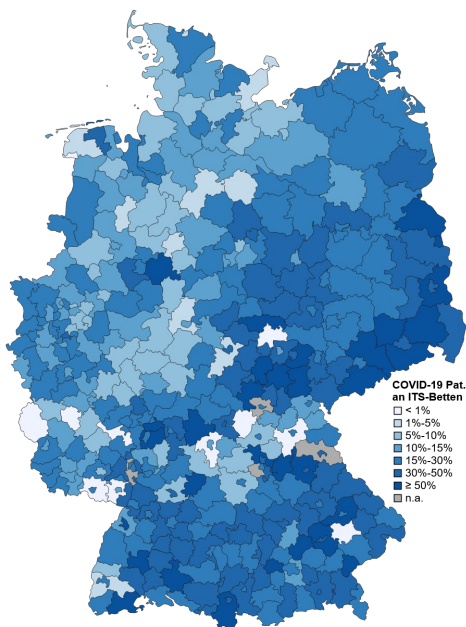 COVID-19 Pat.
an ITS-Betten
< 1%
1%-5%
5%-10%
10%-15%
15%-30%
30%-50%
≥ 50%
n.a.